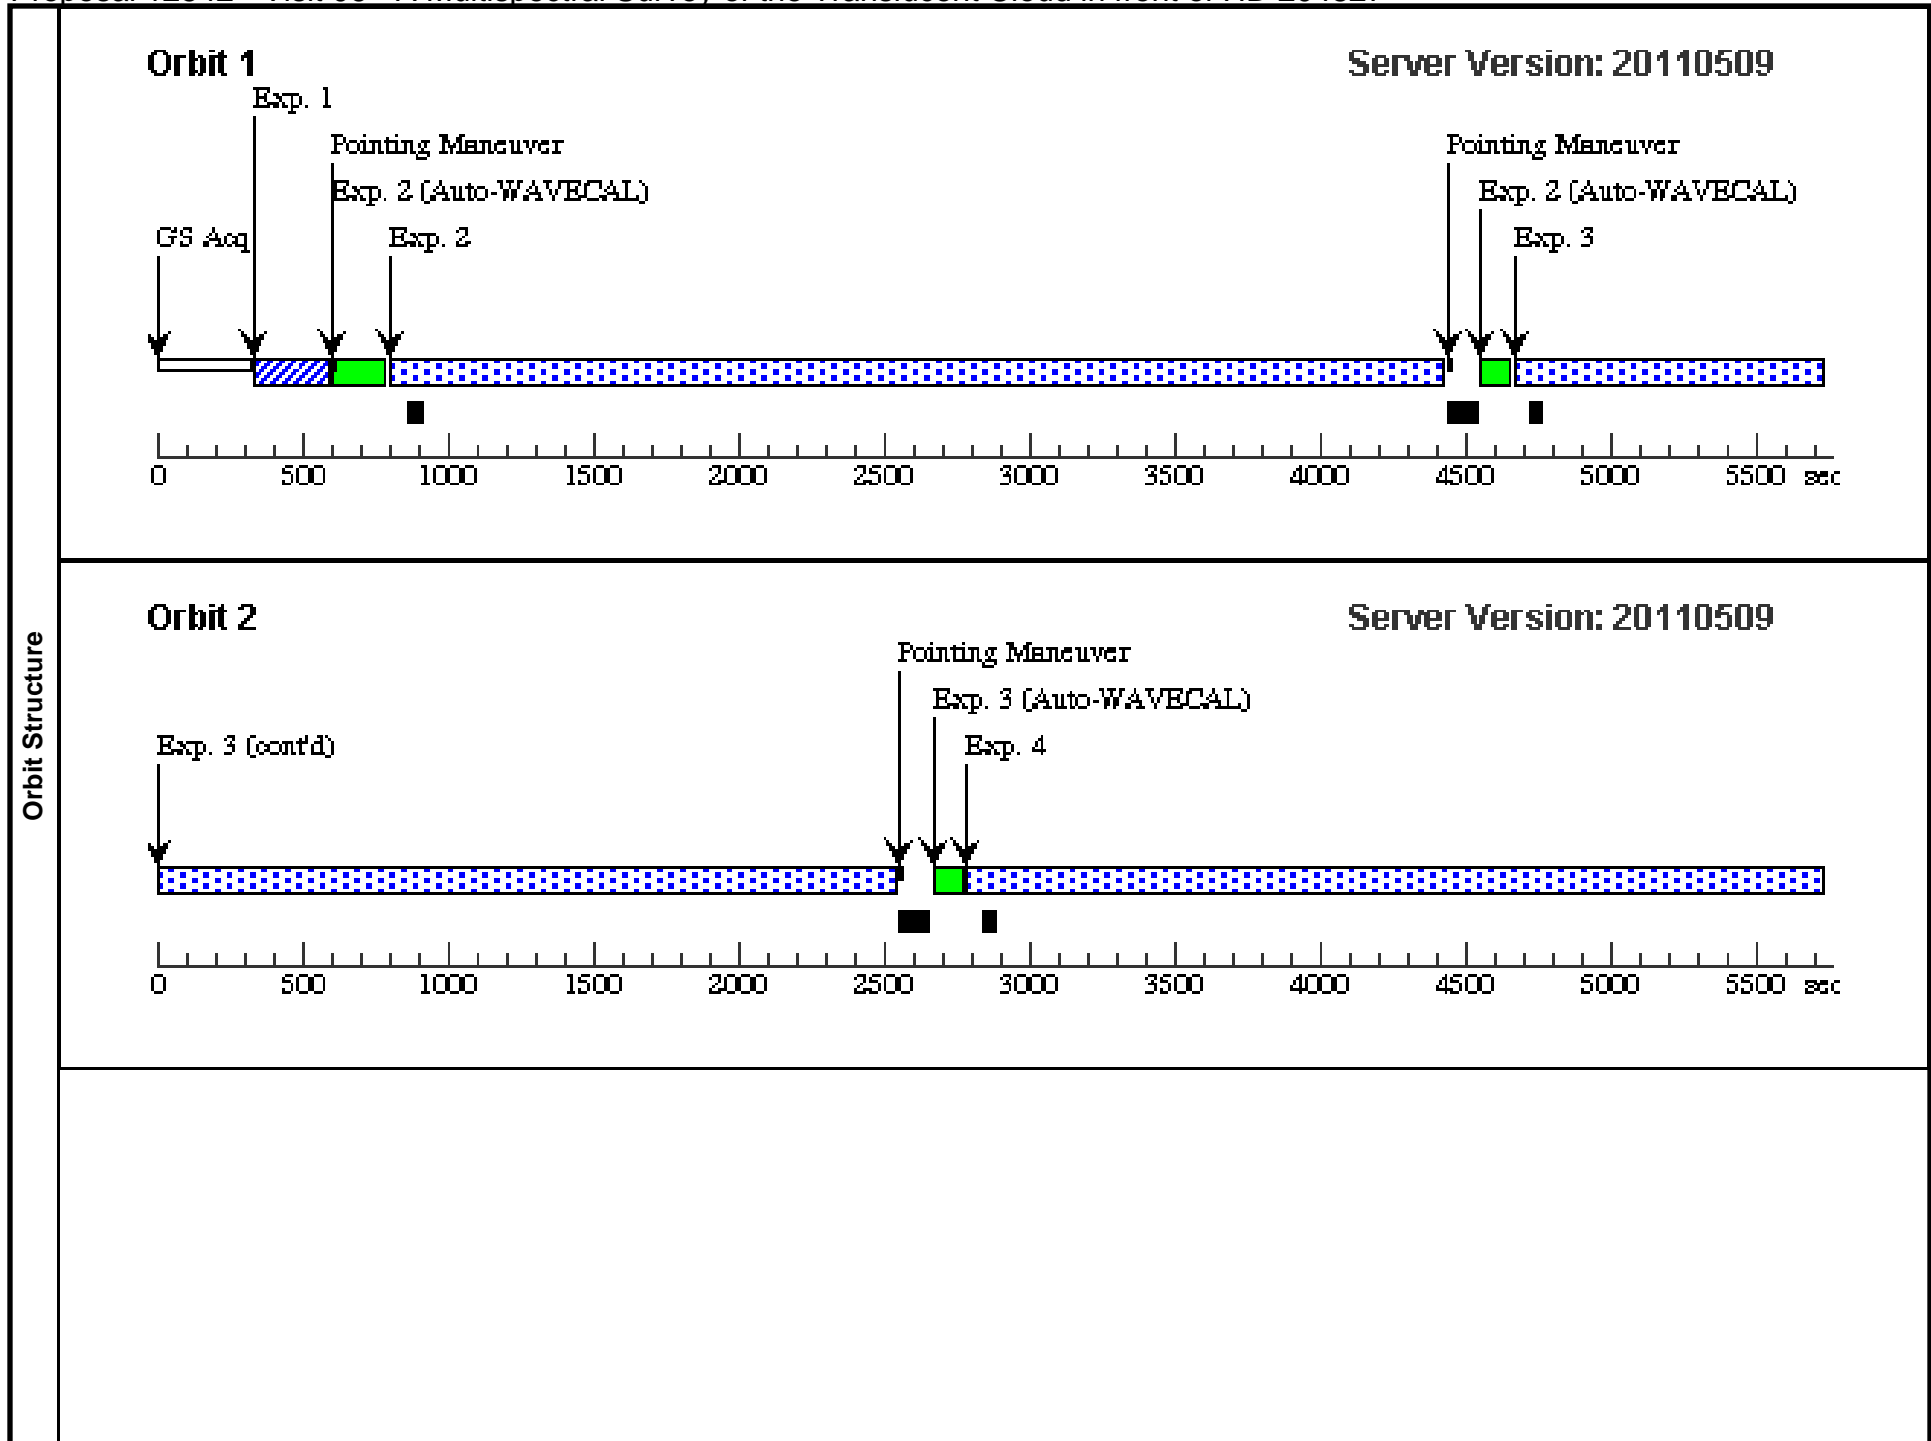 Orbit Structure
Orbit 1
Server Version: 20110509
Exp. 1
Pointing Maneuver
Pointing Maneuver
Exp. 2 (Auto-WAVECAL)
Exp. 2 (Auto-WAVECAL)
GS Acq
Exp. 2
Exp. 3
0 500 1000 1500 2000 2500 3000 3500 4000 4500 5000 5500 sec
Orbit 2
Server Version: 20110509
Pointing Maneuver
Exp. 3 (Auto-WAVECAL)
Exp. 3 (cont'd)
Exp. 4
0 500 1000 1500 2000 2500 3000 3500 4000 4500 5000 5500 sec